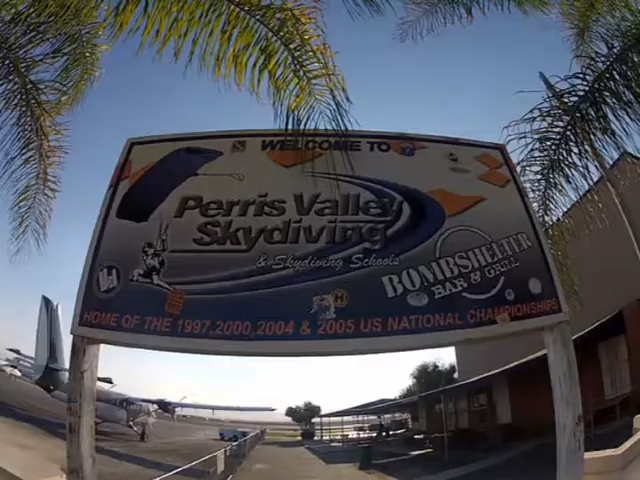 WELCOME TO
Perris Valley
Skydiving
& Skydiving Schools
BOMBSHELTER
BAR & GRILL
HOME OF THE 1997, 2000, 2004 & 2005 US NATIONAL CHAMPIONSHIPS